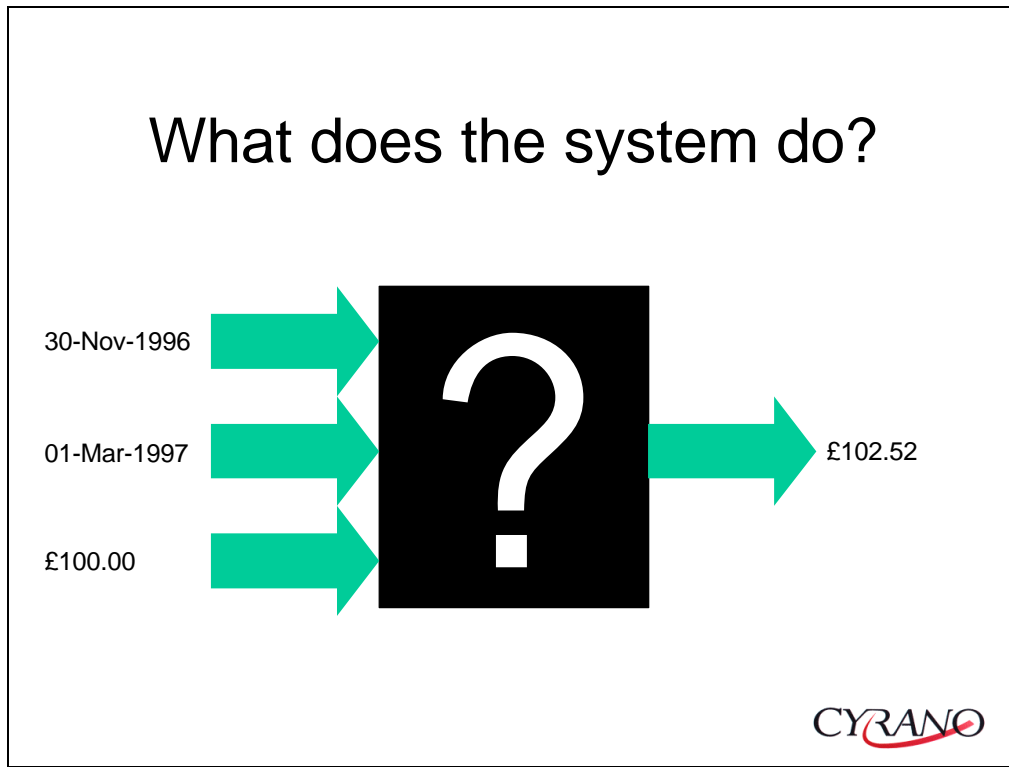 What does the system do?
30-Nov-1996
01-Mar-1997
£100.00
?
£102.52
CYRANO